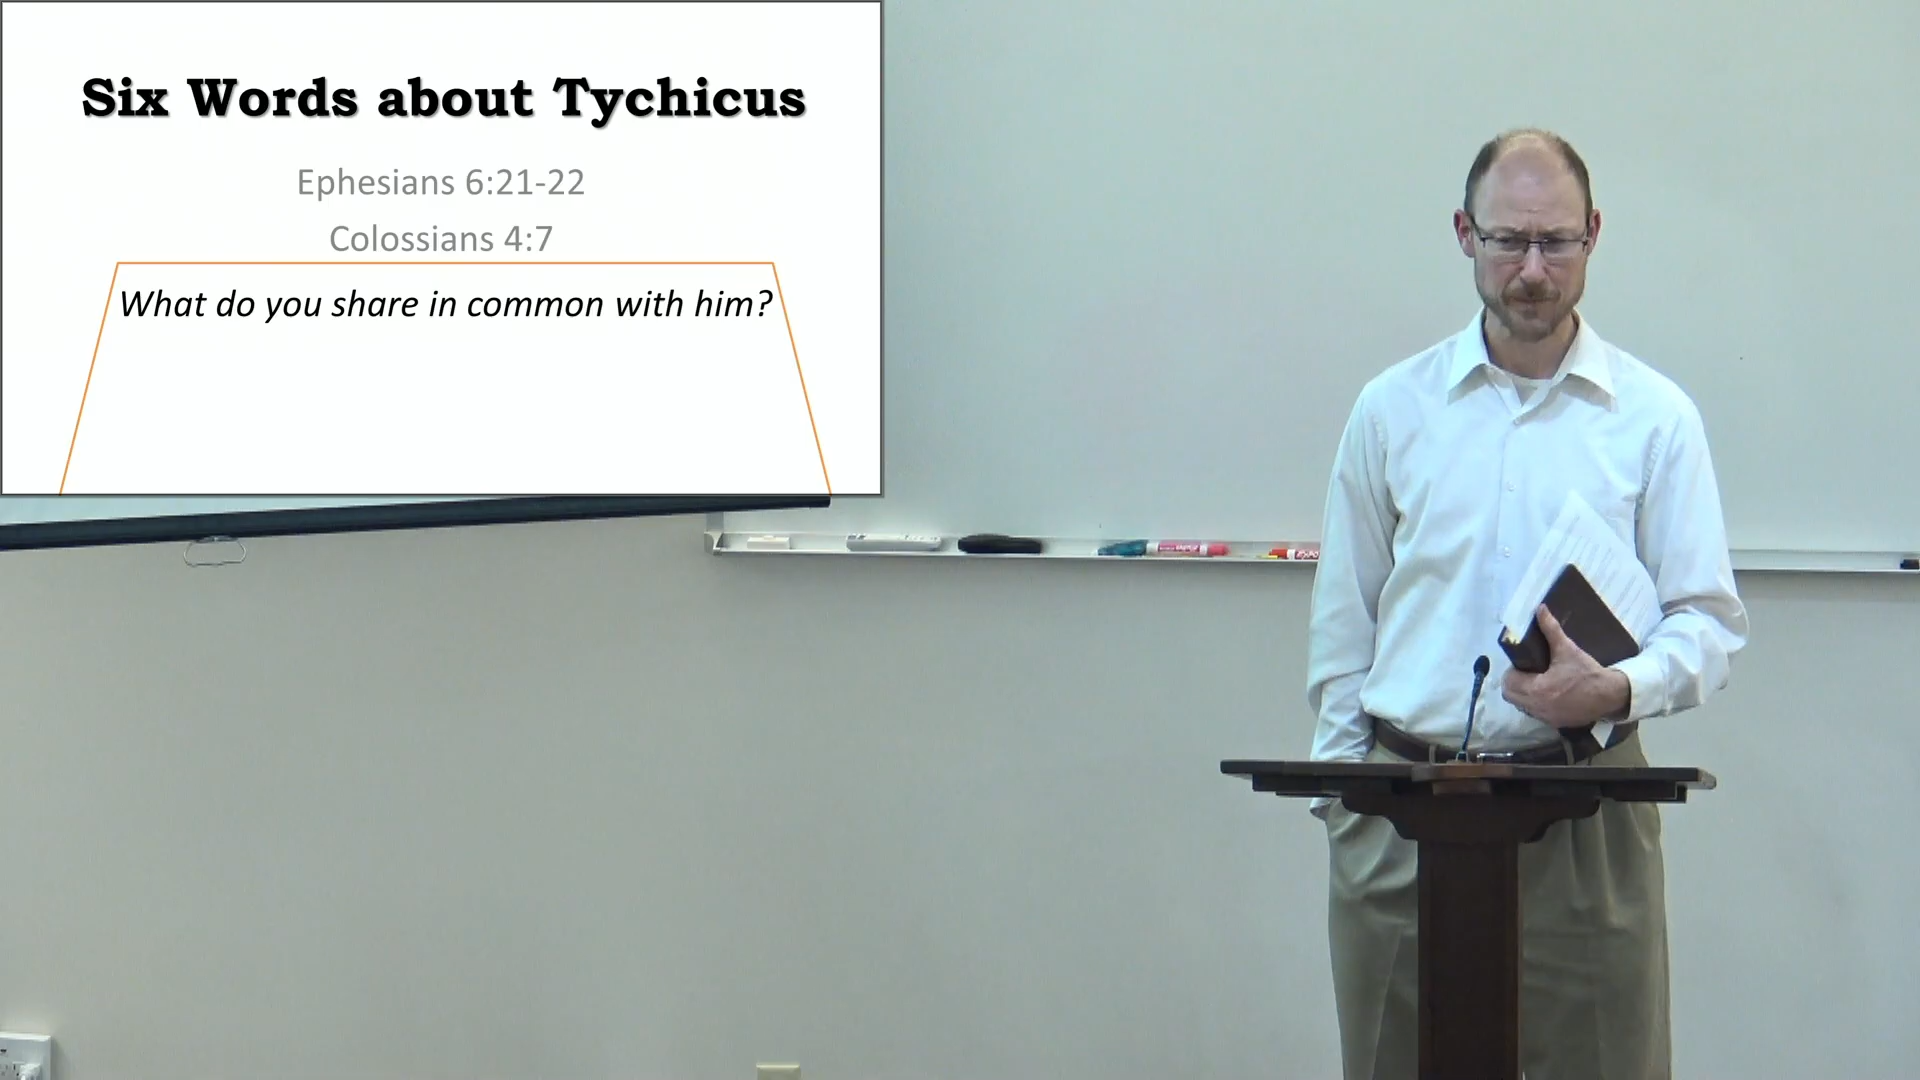 Six Words about Tychicus
Ephesians 6:21-22
Colossians 4:7
What do you share in common with him?
EXPO